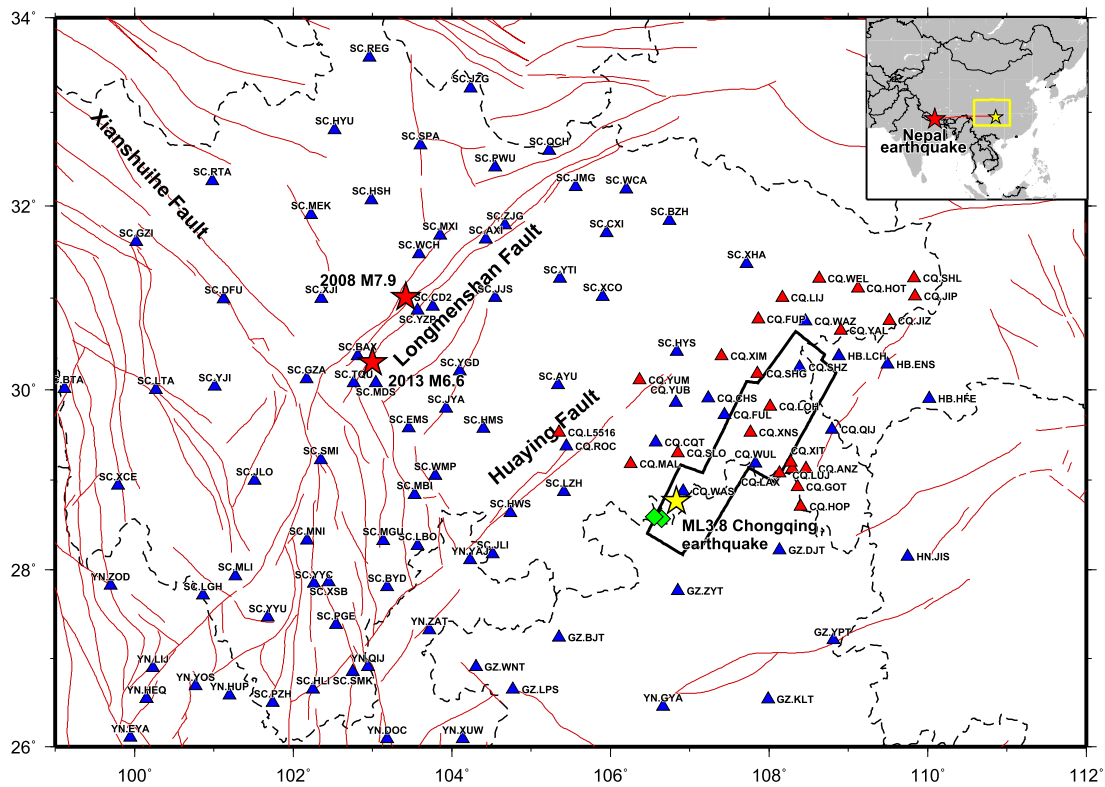 34°
32°
30°
28°
26°
100°
102°
104°
106°
108°
110°
112°
Nepal
earthquake
Xianshuihe Fault
Longmenshan Fault
Huaying Fault
2008 M7.9
2013 M6.6
ML3.8 Chongqing
earthquake
SC.REG
SC.JZG
SC.HYU
SC.SPA
SC.QCH
SC.PWU
SC.RTA
SC.JMG
SC.WCA
SC.HSH
SC.MEK
SC.BZH
SC.ZJG
SC.MXI
SC.AXI
SC.CXI
SC.GZI
SC.WCH
SC.XHA
SC.YTI
CQ.WEL
CQ.SHL
CQ.HOT
SC.DFU
SC.XJI
SC.CD2
SC.JJS
SC.XCO
CQ.LIJ
CQ.JIP
SC.YZP
CQ.FUP
CQ.WAZ
CQ.JIZ
CQ.YAL
SC.BAX
SC.HYS
CQ.XIM
HB.LCH
HB.ENS
SC.GZA
SC.TQU
SC.YGD
CQ.SHG
CQ.SHZ
.BTA
SC.LTA
SC.YJI
SC.MDS
SC.AYU
CQ.YUM
CQ.YUB
CQ.CHS
HB.HFE
SC.JYA
CQ.FUL
CQ.LOH
SC.EMS
SC.HMS
CQ.L5516
CQ.ROC
CQ.CQT
CQ.XNS
CQ.QIJ
SC.SMI
CQ.MAL
CQ.SLO
CQ.WUL
CQ.XIT
CQ.ANZ
CQ.LUJ
CQ.LAX
SC.XCE
SC.JLO
SC.WMP
SC.MBI
SC.LZH
CQ.WAS
CQ.GOT
CQ.HOP
SC.HWS
SC.MNI
SC.MGU
SC.LBO
YN.YAJ
SC.JLI
GZ.DJT
HN.JIS
YN.ZOD
SC.MLI
SC.LGH
SC.YYC
SC.XSB
SC.BYD
GZ.ZYT
SC.YYU
SC.PGE
YN.ZAT
GZ.BJT
GZ.YPT
YN.LIJ
YN.QIJ
GZ.WNT
YN.YOS
YN.HEQ
YN.HUP
SC.PZH
SC.HLI
SC.SMK
GZ.LPS
YN.GYA
GZ.KLT
YN.EYA
YN.DOC
YN.XUW